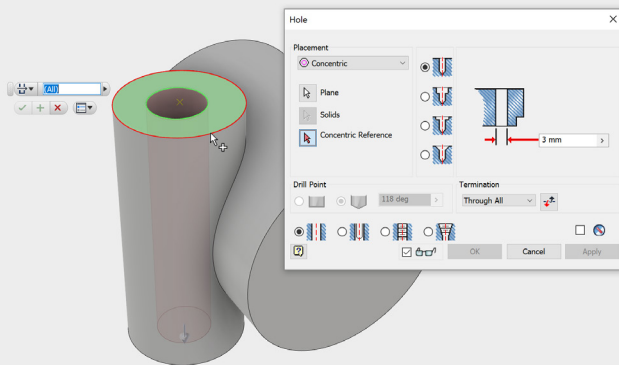 Hole
Placement
Concentric
Plane
Solids
Concentric Reference
(All)
3 mm
Drill Point
118 deg
Termination
Through All
OK
Cancel
Apply